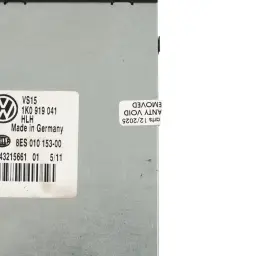 VS15
1K0 919 041
HLH
Made in Germany
8ES 010 153-00
43215661 01 5/11
12/2025
ANTY VOID
EMOVED